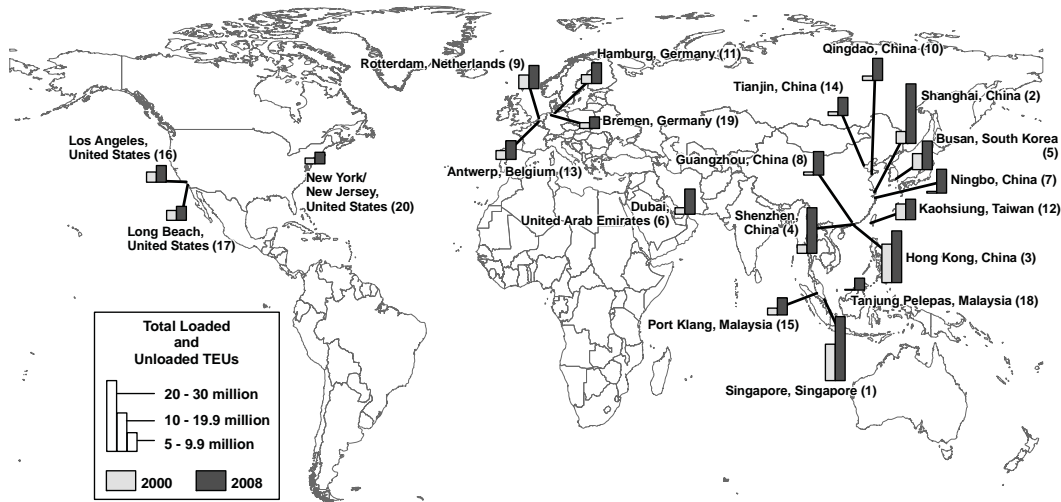 Hamburg, Germany (11)
Qingdao, China (10)
Rotterdam, Netherlands (9)
Tianjin, China (14)
Shanghai, China (2)
Bremen, Germany (19)
Busan, South Korea
(5)
Los Angeles,
United States (16)
Guangzhou, China (8)
Antwerp, Belgium (13)
New York/
New Jersey,
United States (20)
Ningbo, China (7)
Dubai,
United Arab Emirates (6)
Kaohsiung, Taiwan (12)
Shenzhen,
China (4)
Long Beach,
United States (17)
Hong Kong, China (3)
Tanjung Pelepas, Malaysia (18)
Port Klang, Malaysia (15)
Singapore, Singapore (1)
Total Loaded
and
Unloaded TEUs
20 - 30 million
10 - 19.9 million
5 - 9.9 million
2000
2008